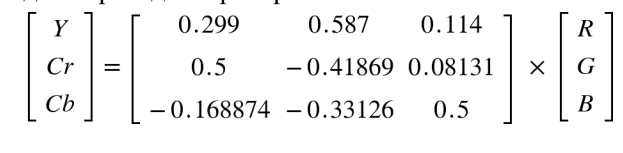 Y 0.299 0.587 0.114 R
Cr = 0.5 − 0.41869 0.08131 × G
Cb − 0.168874 − 0.33126 0.5 B